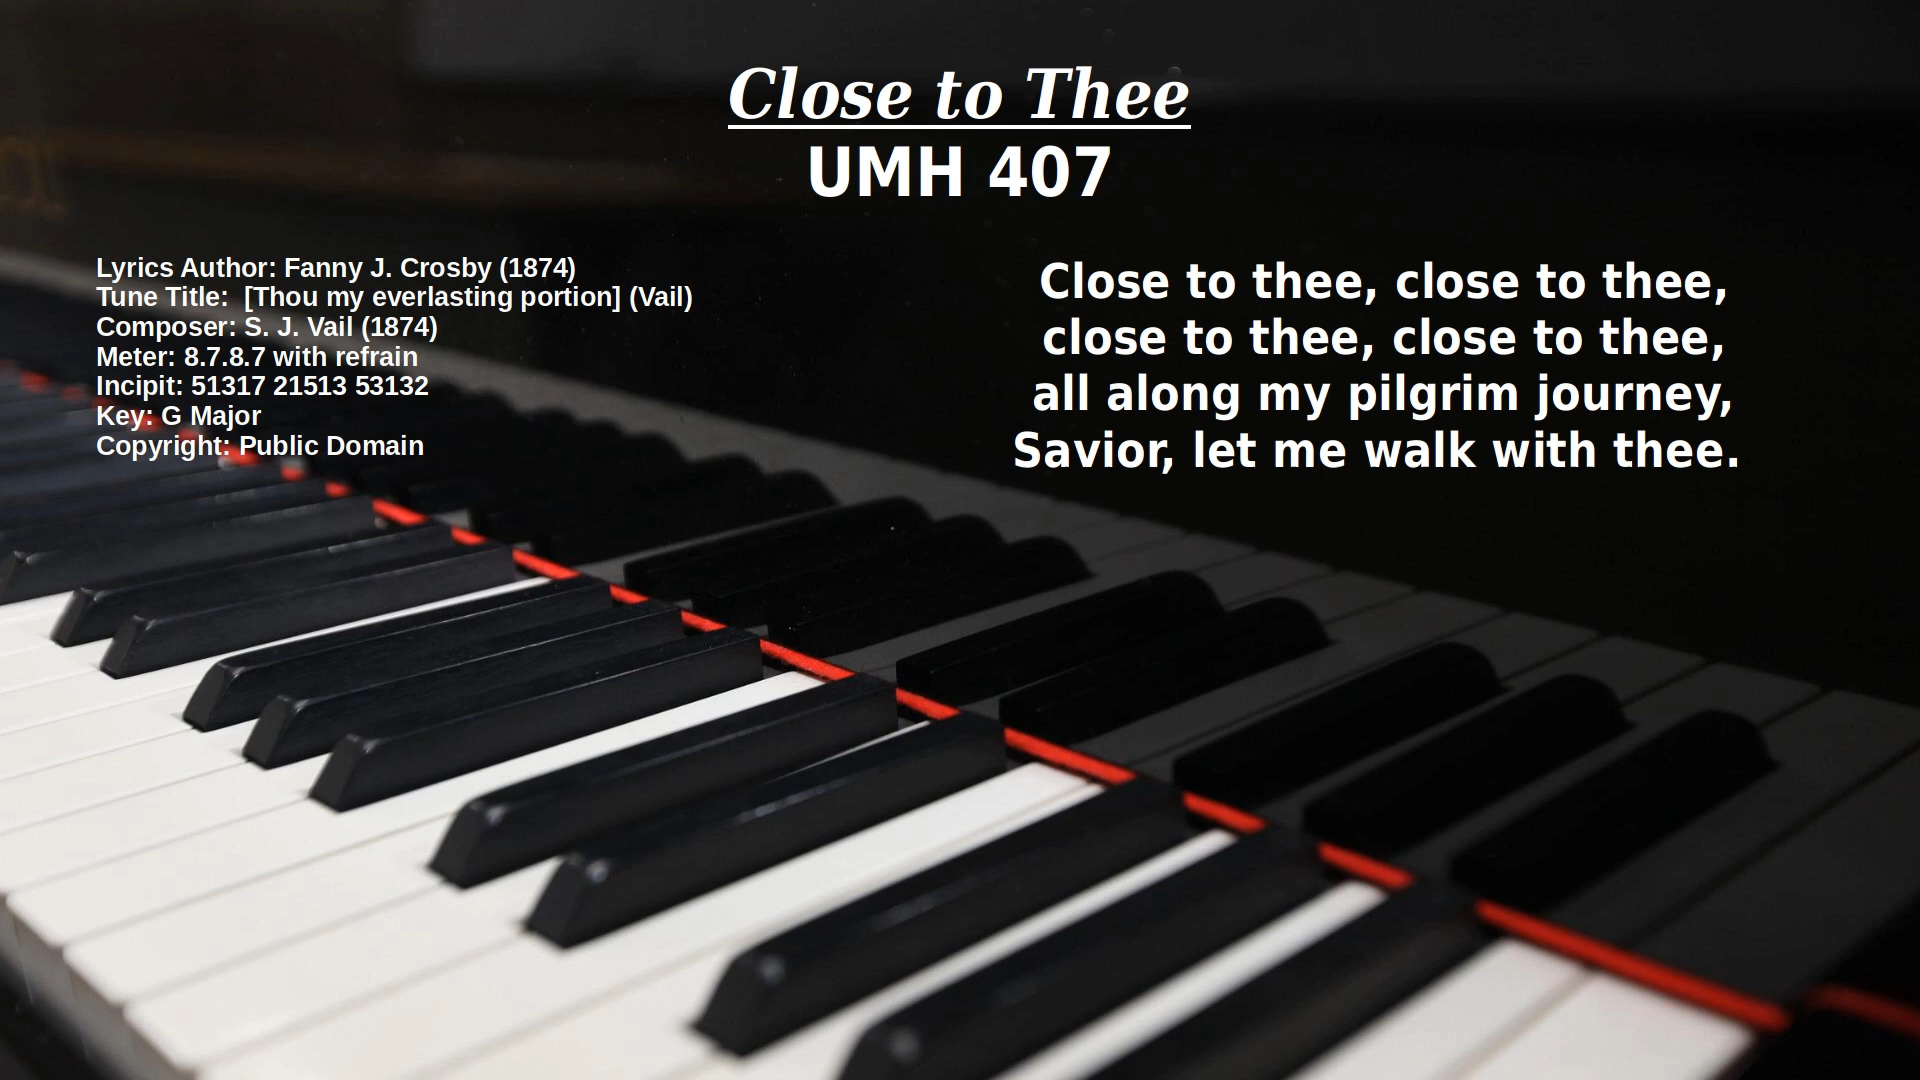 Close to Thee
UMH 407
Lyrics Author: Fanny J. Crosby (1874)
Tune Title:  [Thou my everlasting portion] (Vail)
Composer: S. J. Vail (1874)
Meter: 8.7.8.7 with refrain
Incipit: 51317 21513 53132
Key: G Major
Copyright: Public Domain
Close to thee, close to thee,
close to thee, close to thee,
all along my pilgrim journey,
Savior, let me walk with thee.